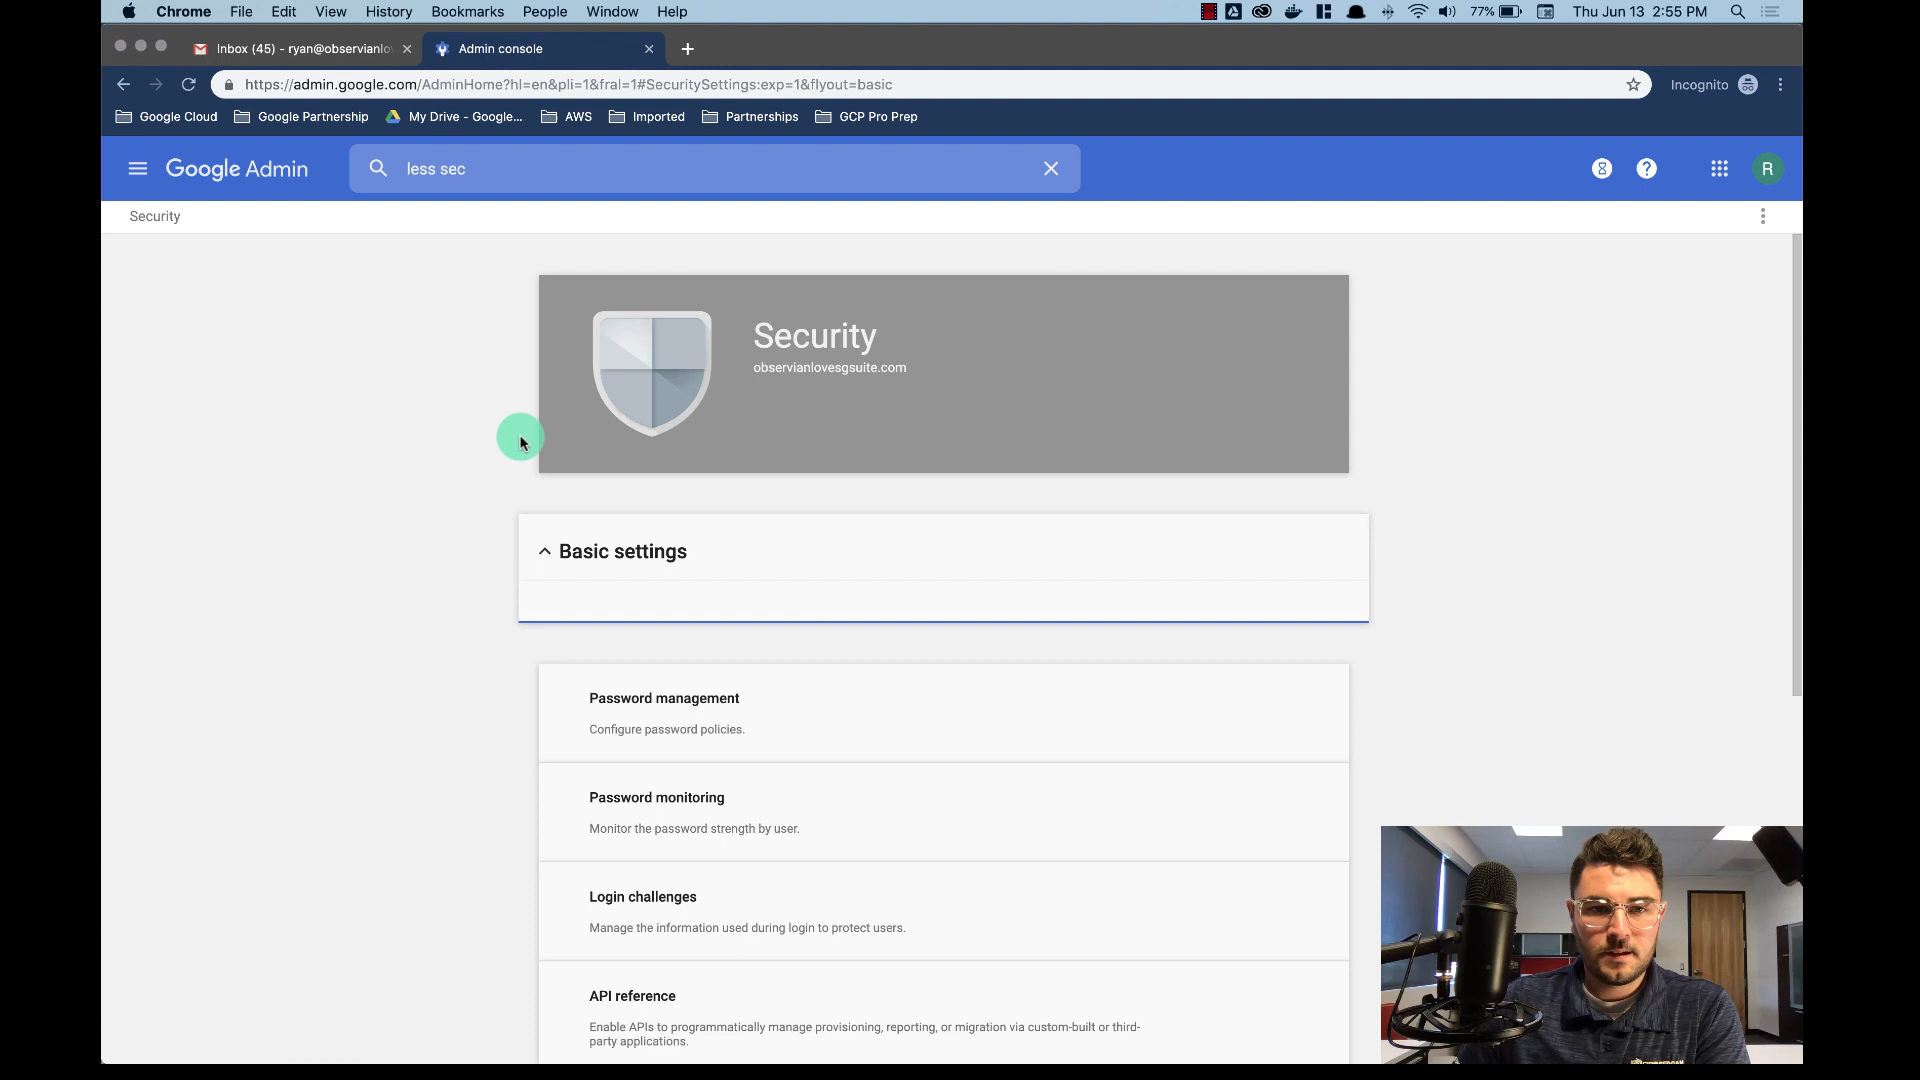 Chrome File Edit View History Bookmarks People Window Help 77% Thu Jun 13 2:55 PM
Inbox (45) - ryan@observianlov Admin console
https://admin.google.com/AdminHome?hl=en&pli=1&fral=1#SecuritySettings:exp=1&flyout=basic Incognito
Google Cloud Google Partnership My Drive - Google... AWS Imported Partnerships GCP Pro Prep
Google Admin less sec R
Security
Security
observianlovesgsuite.com
Basic settings
Password management
Configure password policies.
Password monitoring
Monitor the password strength by user.
Login challenges
Manage the information used during login to protect users.
API reference
Enable APIs to programmatically manage provisioning, reporting, or migration via custom-built or third-
party applications.